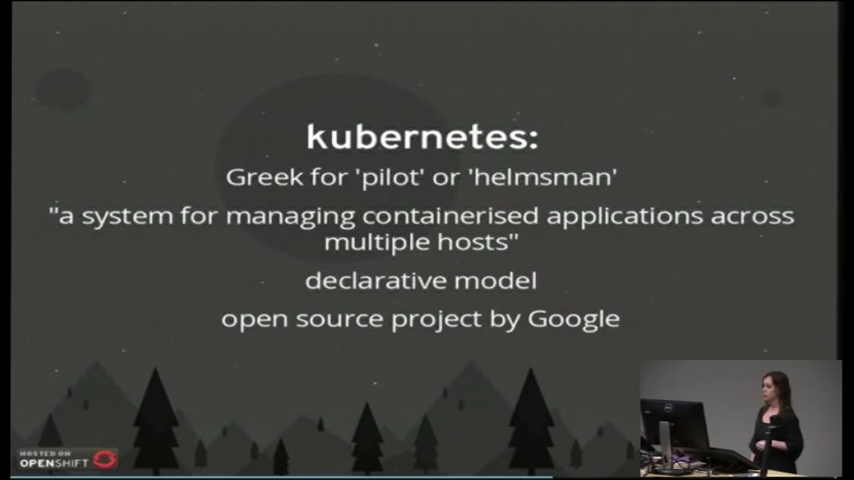 kubernetes:
Greek for 'pilot' or 'helmsman'
"a system for managing containerised applications across
multiple hosts"
declarative model
open source project by Google
HOSTED ON
OPENSHIFT